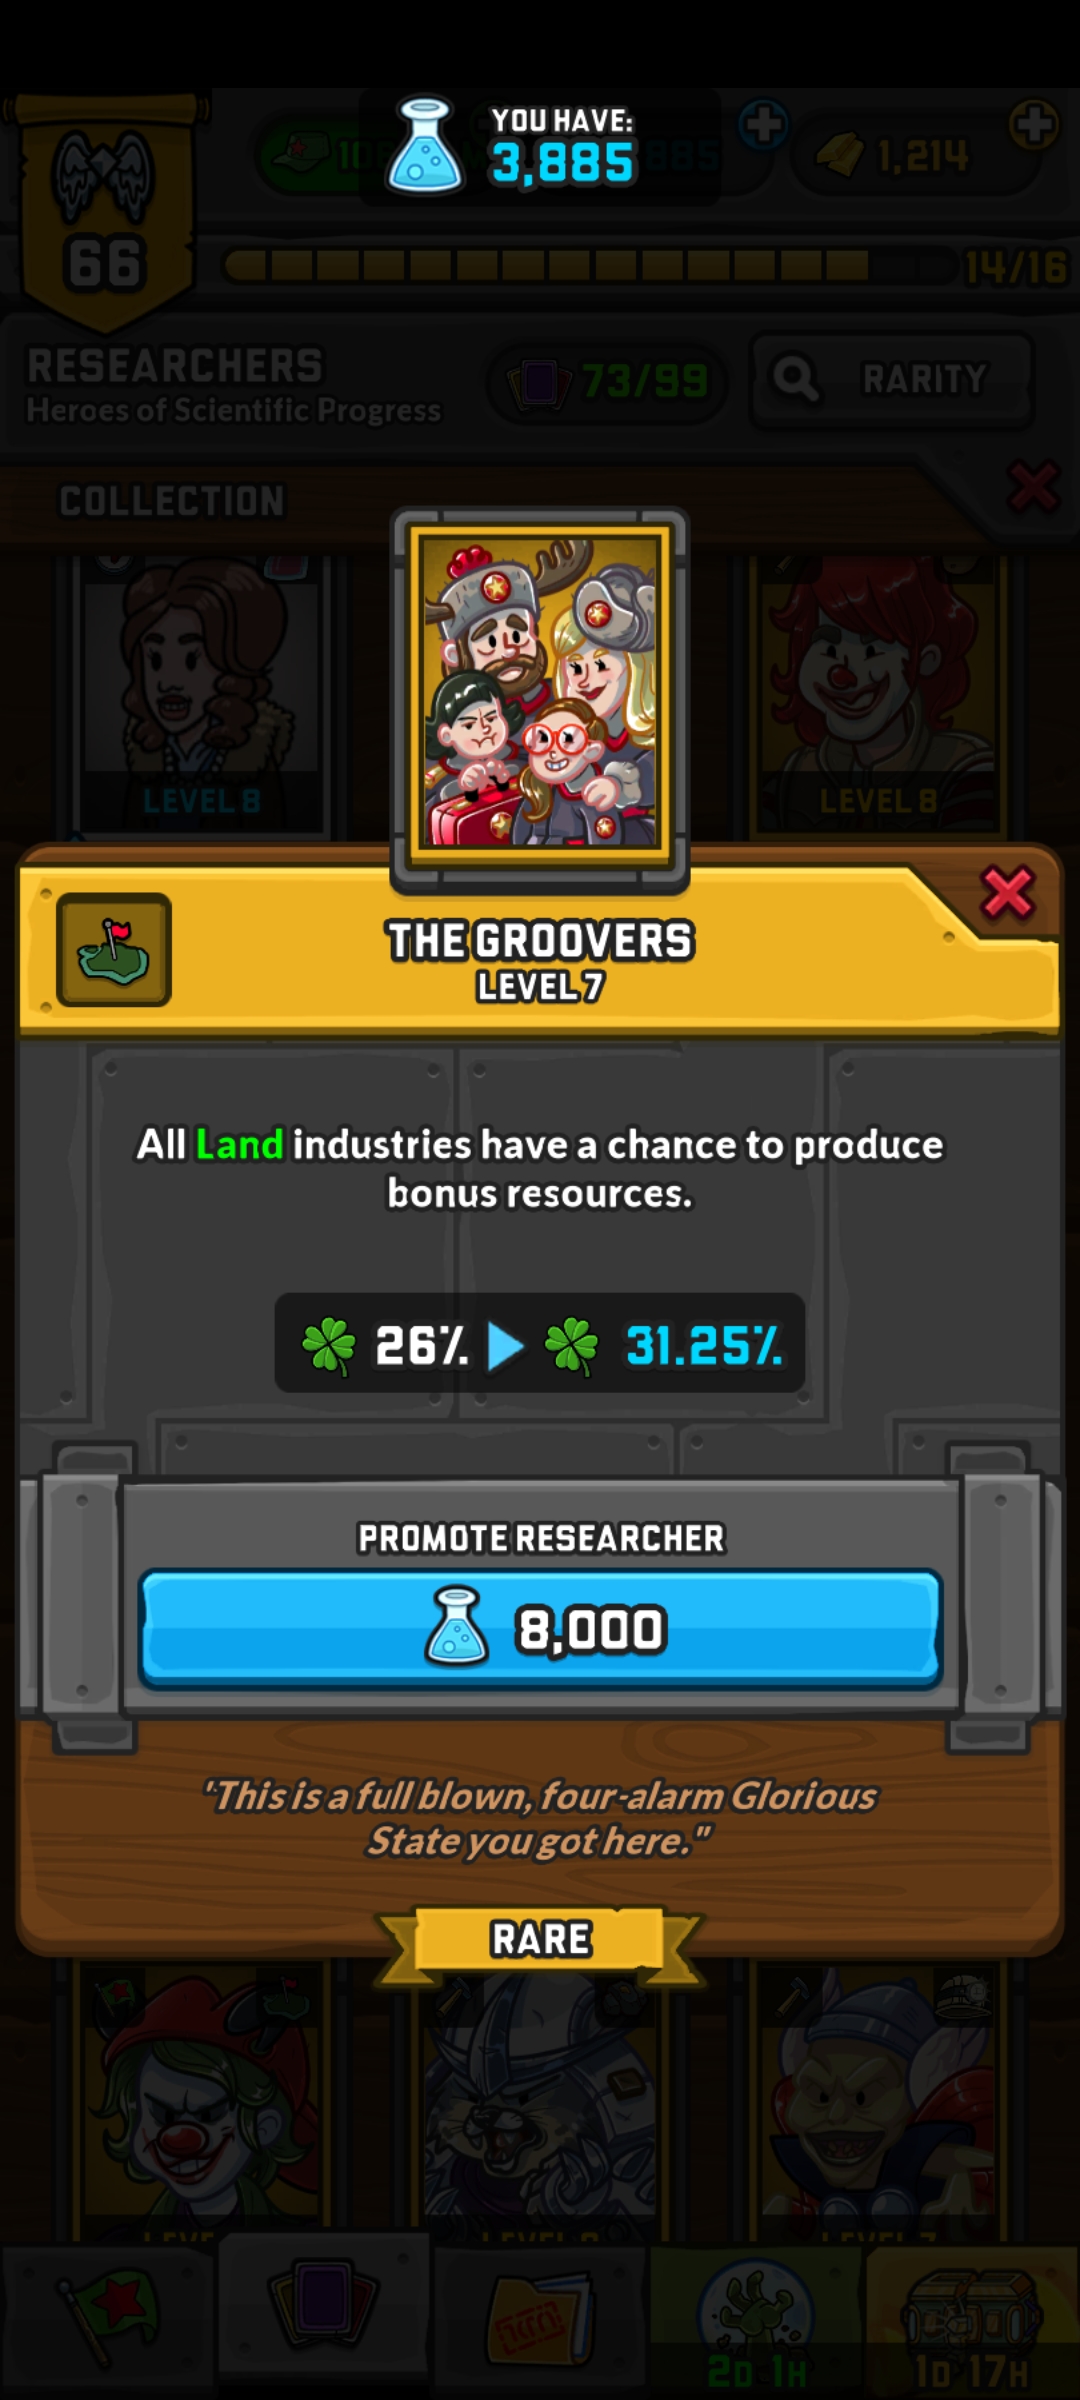 YOU HAVE:
3,885
1,214
66
14/16
RESEARCHERS
Heroes of Scientific Progress
73/99
RARITY
COLLECTION
LEVEL 8
LEVEL 8
THE GROOVERS
LEVEL 7
All Land industries have a chance to produce
bonus resources.
26% 31.25%
PROMOTE RESEARCHER
8,000
'This is a full blown, four-alarm Glorious
State you got here."
RARE
2D 1H
1D 17H